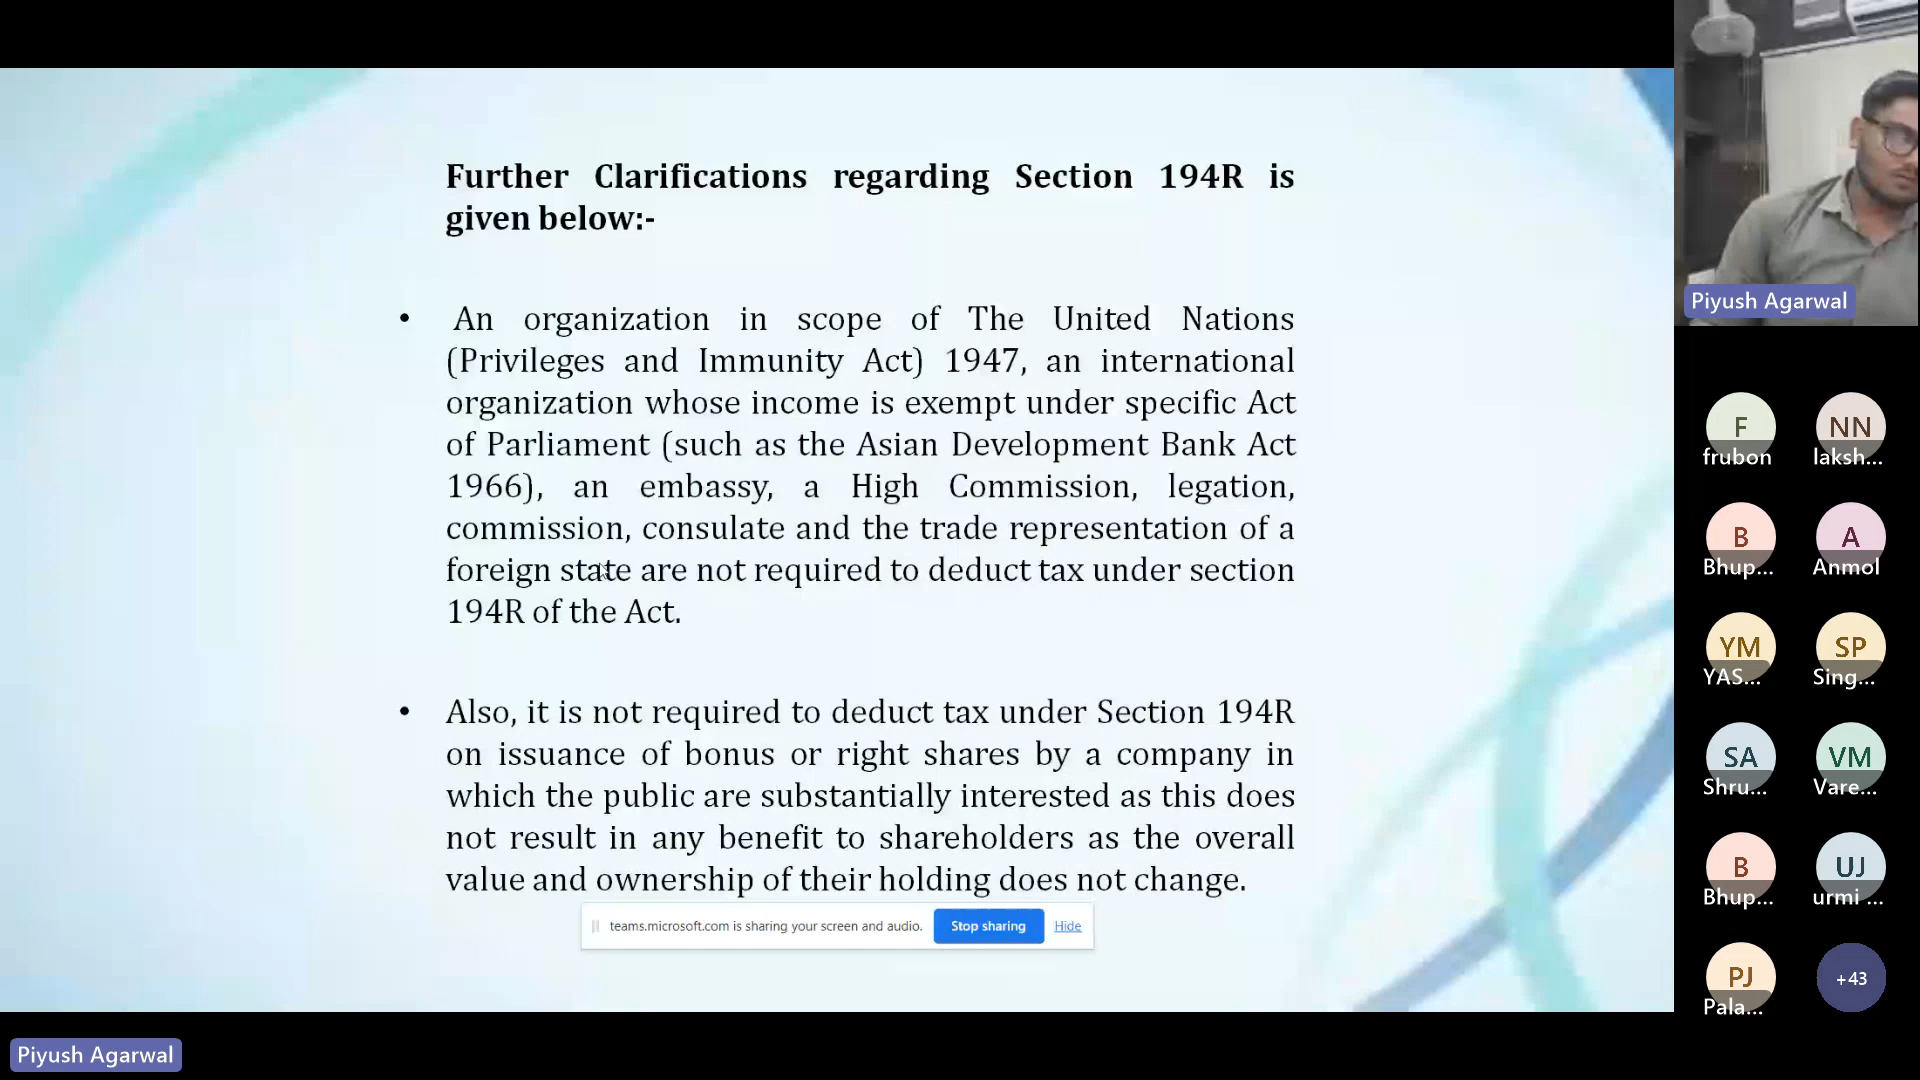 Further Clarifications regarding Section 194R is
given below:-
• An organization in scope of The United Nations
(Privileges and Immunity Act) 1947, an international
organization whose income is exempt under specific Act
of Parliament (such as the Asian Development Bank Act
1966), an embassy, a High Commission, legation,
commission, consulate and the trade representation of a
foreign state are not required to deduct tax under section
194R of the Act.
• Also, it is not required to deduct tax under Section 194R
on issuance of bonus or right shares by a company in
which the public are substantially interested as this does
not result in any benefit to shareholders as the overall
value and ownership of their holding does not change.
teams.microsoft.com is sharing your screen and audio. Stop sharing Hide
Piyush Agarwal
Piyush Agarwal
F NN
frubon laksh...
B A
Bhup... Anmol
YM SP
YAS... Sing...
SA VM
Shru... Vare...
B UJ
Bhup... urmi ...
PJ +43
Pala...